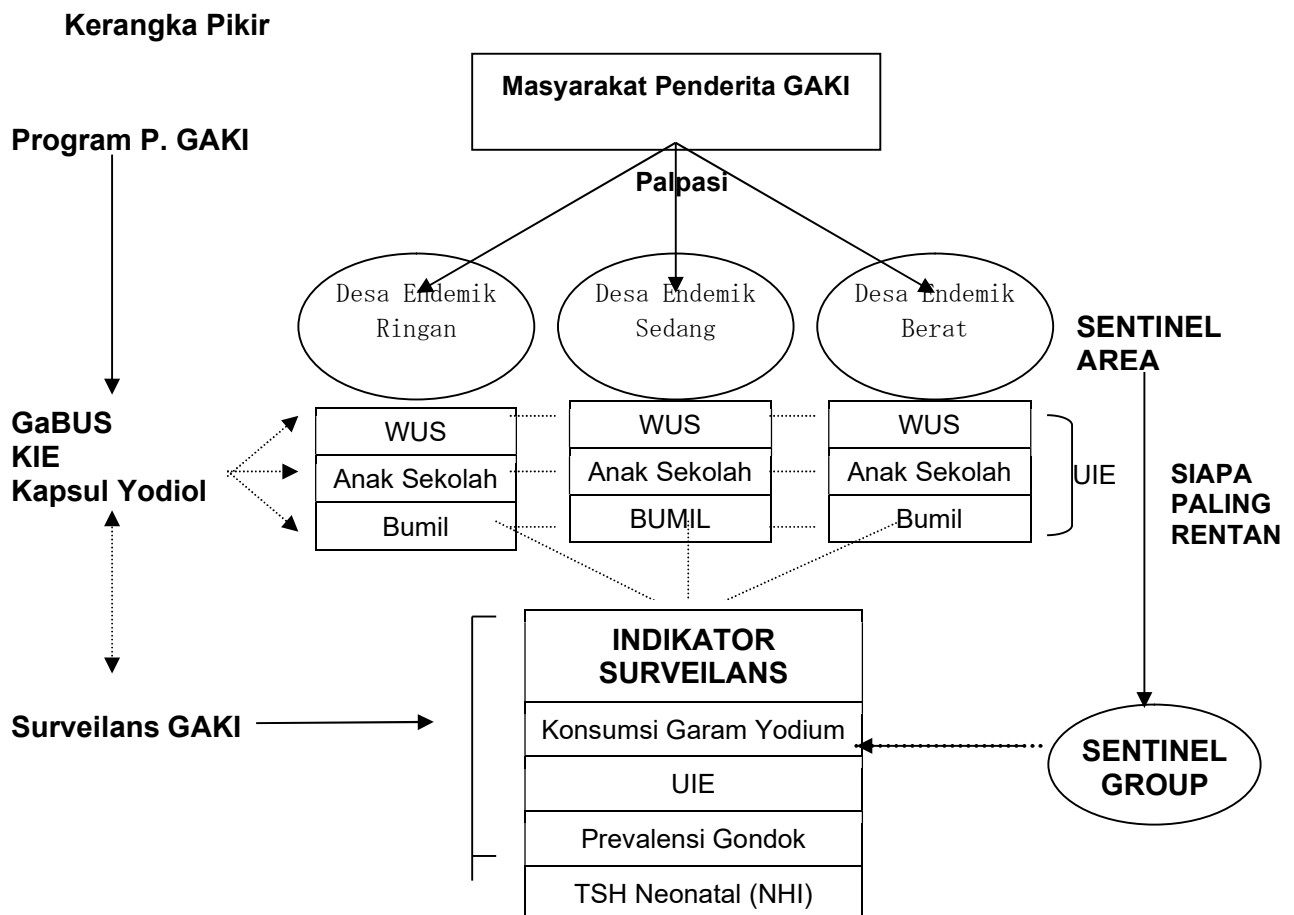 Kerangka Pikir
Masyarakat Penderita GAKI
Program P. GAKI
Palpasi
Desa Endemik
Ringan
Desa Endemik
Sedang
Desa Endemik
Berat
SENTINEL
AREA
GaBUS
KIE
Kapsul Yodiol
WUS
Anak Sekolah
Bumil
WUS
Anak Sekolah
BUMIL
WUS
Anak Sekolah
Bumil
UIE
SIAPA
PALING
RENTAN
INDIKATOR
SURVEILANS
Konsumsi Garam Yodium
UIE
Prevalensi Gondok
TSH Neonatal (NHI)
Surveilans GAKI
SENTINEL
GROUP